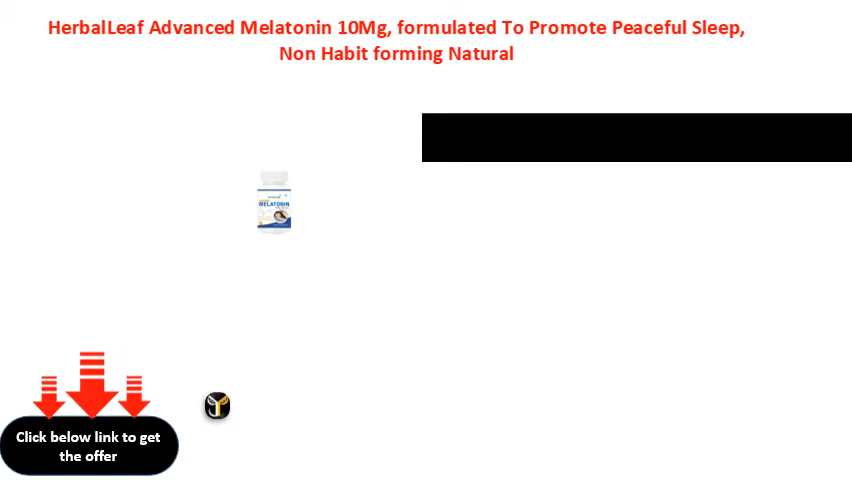 HerbalLeaf Advanced Melatonin 10Mg, formulated To Promote Peaceful Sleep,
Non Habit forming Natural
MELATONIN
Click below link to get
the offer